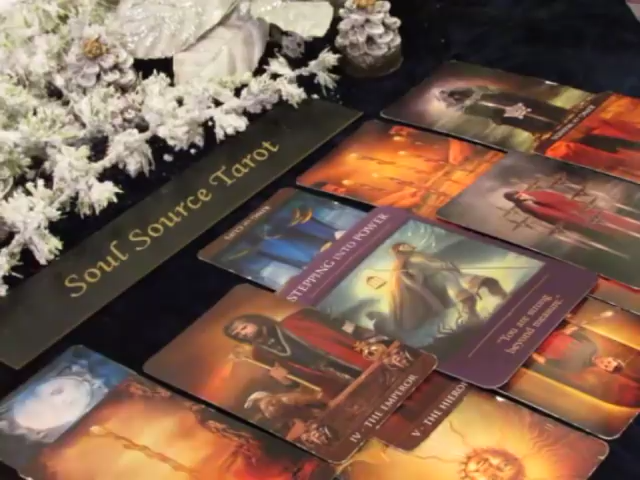 Soul Source Tarot
STEPPING INTO POWER
"You are strong
beyond measure."
IV - THE EMPEROR
V - THE HIERO